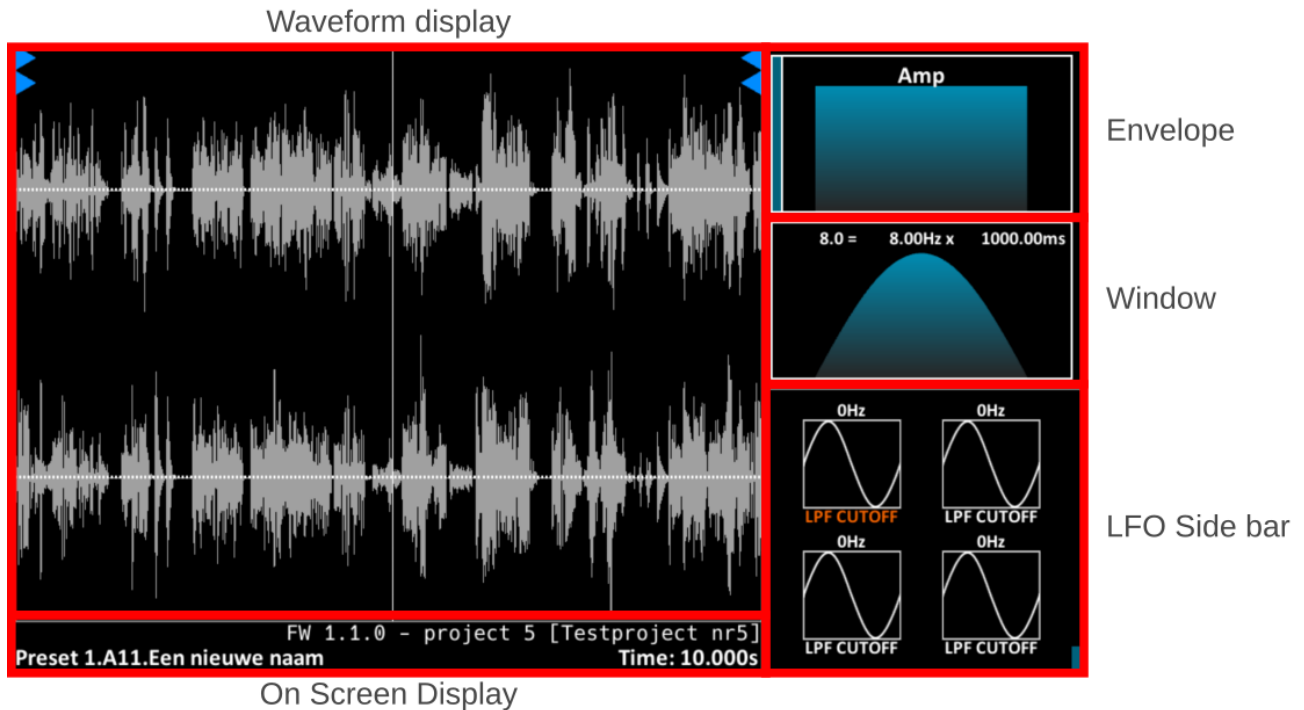 Waveform display
Amp
Envelope
8.0 = 8.00Hz x 1000.00ms
Window
0Hz 0Hz
LPF CUTOFF LPF CUTOFF
LFO Side bar
0Hz 0Hz
LPF CUTOFF LPF CUTOFF
FW 1.1.0 – project 5 [Testproject nr5]
Preset 1.A11.Een nieuwe naam Time: 10.000s
On Screen Display